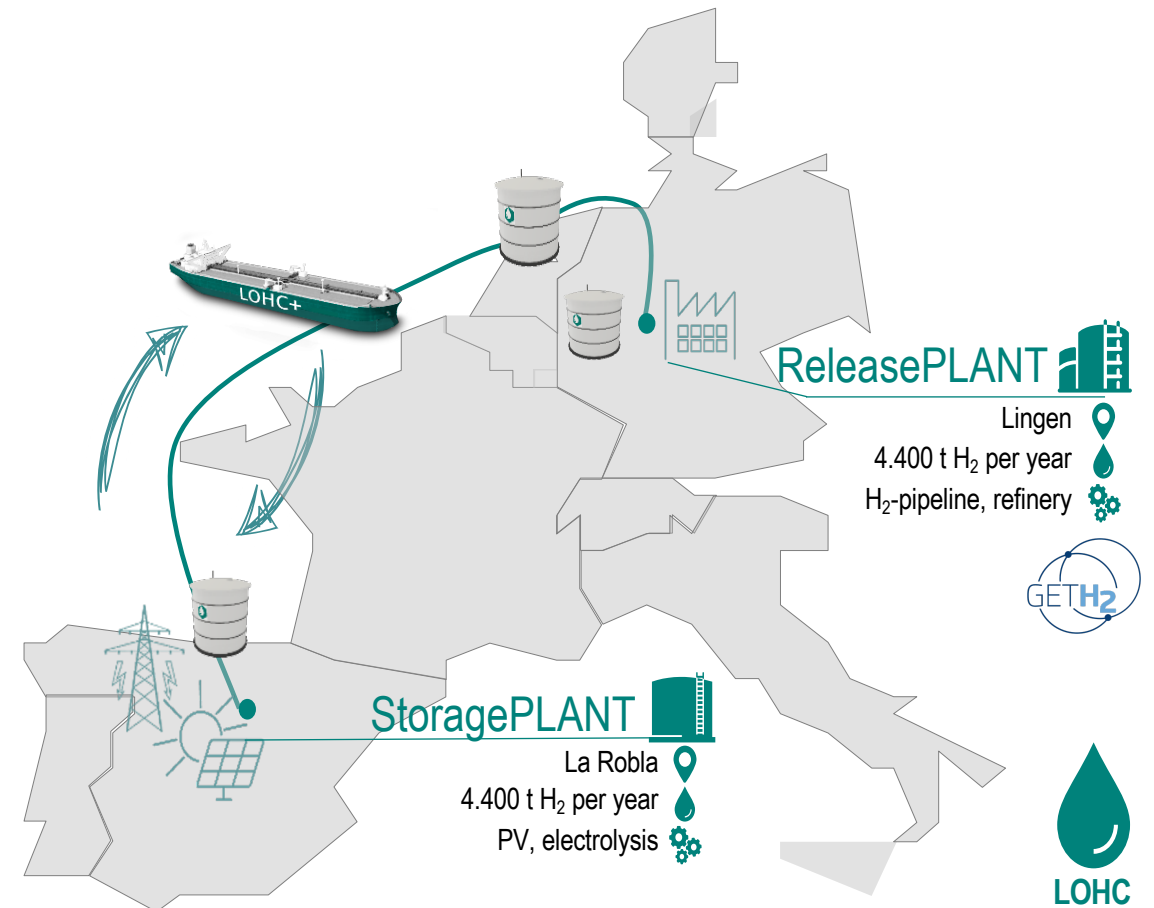 LOHC+
ReleasePLANT
Lingen
4.400 t H₂ per year
H₂-pipeline, refinery
GETH2
StoragePLANT
La Robla
4.400 t H₂ per year
PV, electrolysis
LOHC